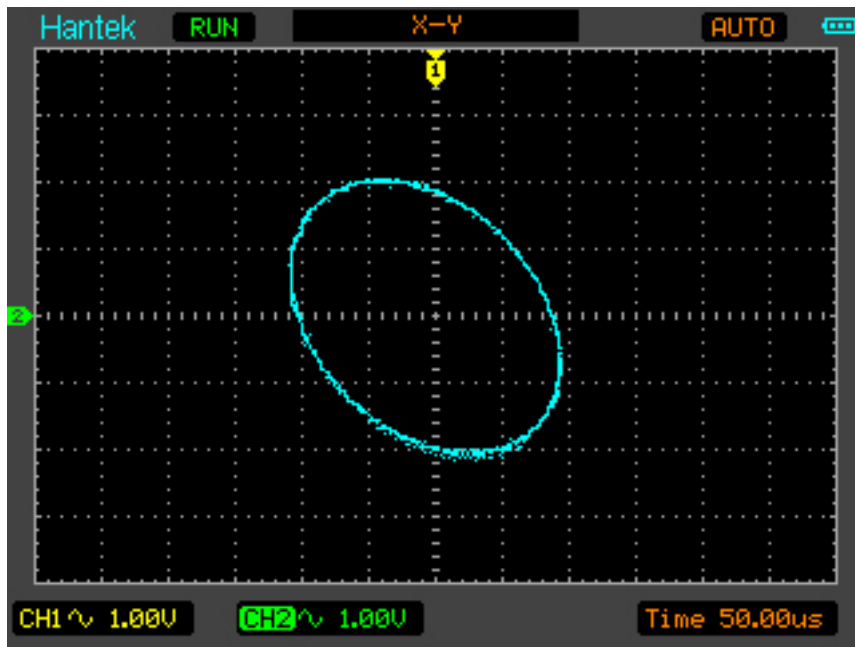 Hantek RUN X-Y AUTO
1
2
CH1 ∿ 1.00V CH2 ∿ 1.00V Time 50.00us